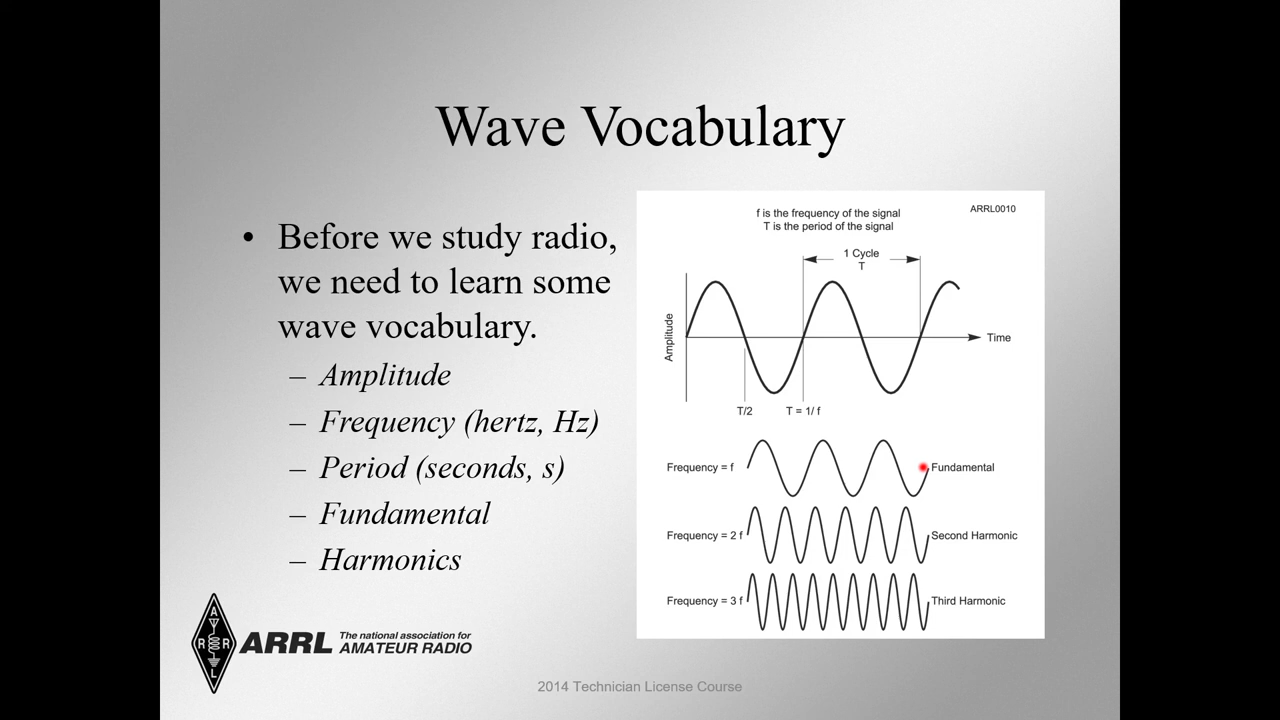 Wave Vocabulary
• Before we study radio,
we need to learn some
wave vocabulary.
– Amplitude
– Frequency (hertz, Hz)
– Period (seconds, s)
– Fundamental
– Harmonics
ARRL0010
f is the frequency of the signal
T is the period of the signal
1 Cycle
T
Amplitude
Time
T/2
T = 1/ f
Frequency = f
Fundamental
Frequency = 2 f
Second Harmonic
Frequency = 3 f
Third Harmonic
A
R R
L
ARRL
The national association for
AMATEUR RADIO
2014 Technician License Course